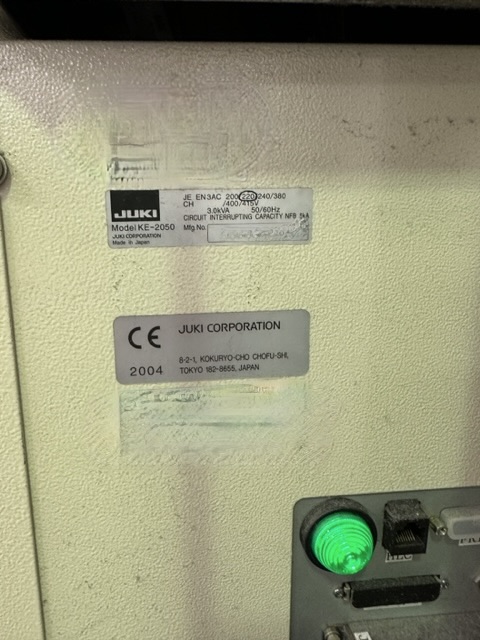 JUKI
JE EN3AC 200/220/240/380
CH /400/415V
3.0kVA 50/60Hz
CIRCUIT INTERRUPTING CAPACITY NFB 5kA
Model KE-2050 Mfg No.
JUKI CORPORATION
Made in Japan
CE JUKI CORPORATION
2004 8-2-1, KOKURYO-CHO CHOFU-SHI,
TOKYO 182-8655, JAPAN
HLC